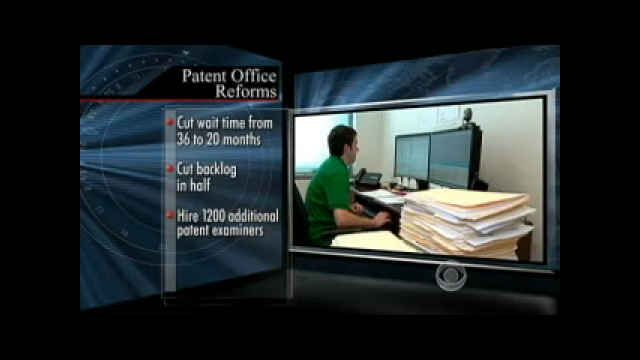 Patent Office
Reforms
Cut wait time from
36 to 20 months
Cut backlog
in half
Hire 1200 additional
patent examiners